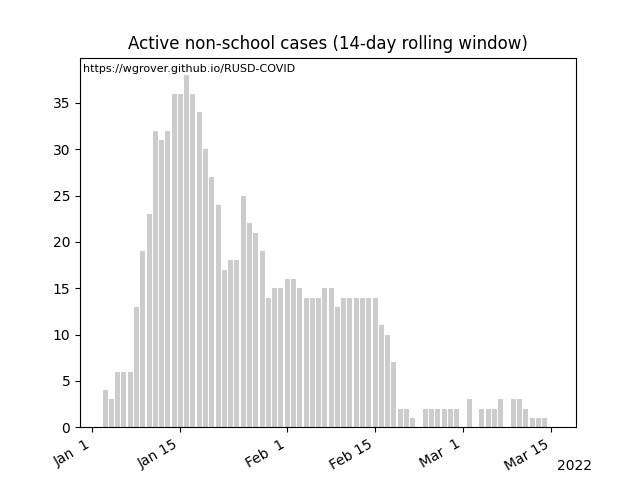 Active non-school cases (14-day rolling window)
https://wgrover.github.io/RUSD-COVID
35
30
25
20
15
10
5
0
Jan 1
Jan 15
Feb 1
Feb 15
Mar 1
Mar 15
2022